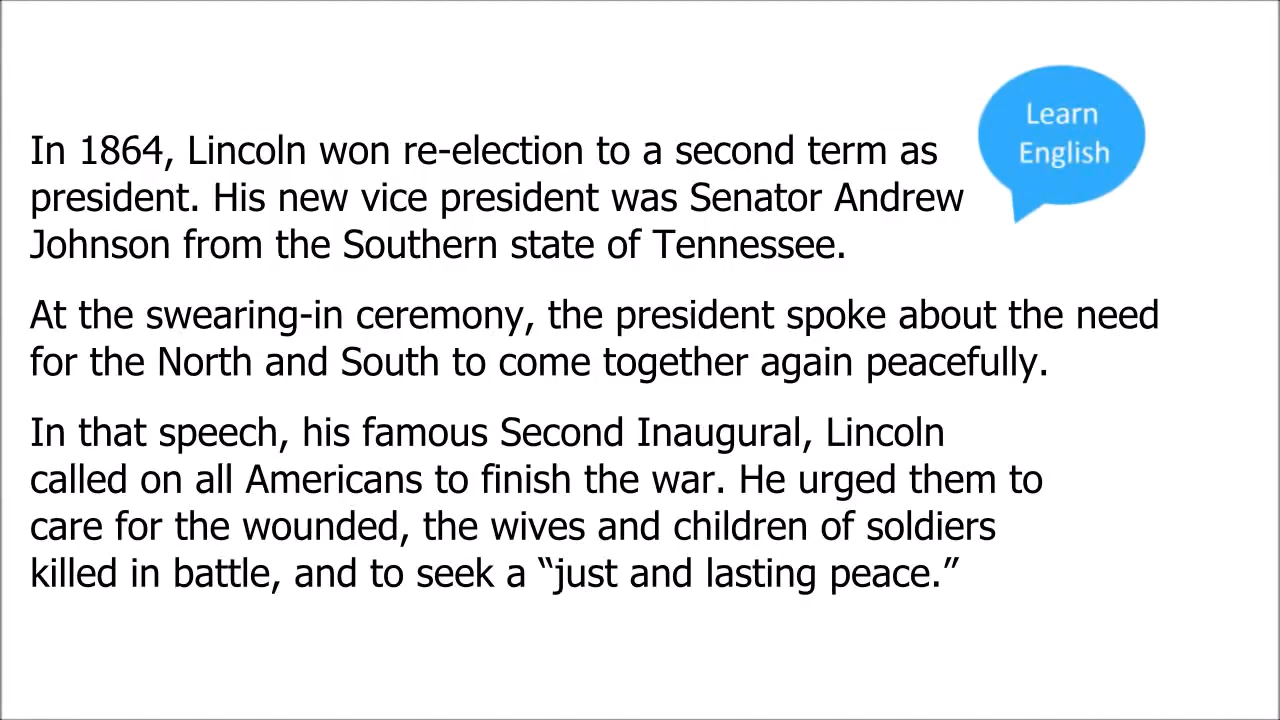 Learn
English
In 1864, Lincoln won re-election to a second term as
president. His new vice president was Senator Andrew
Johnson from the Southern state of Tennessee.
At the swearing-in ceremony, the president spoke about the need
for the North and South to come together again peacefully.
In that speech, his famous Second Inaugural, Lincoln
called on all Americans to finish the war. He urged them to
care for the wounded, the wives and children of soldiers
killed in battle, and to seek a “just and lasting peace.”